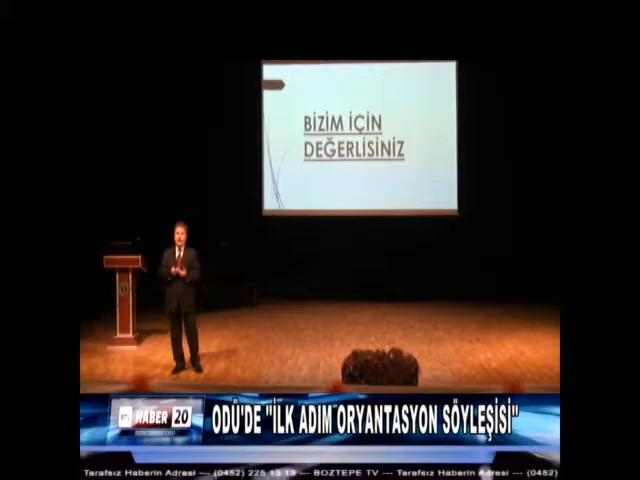 BİZİM İÇİN
DEĞERLİSİNİZ
HABER 20
ODÜ'DE "İLK ADIM ORYANTASYON SÖYLEŞİSİ"
Tarafsız Haberin Adresi --- (0452) 225 13 13 --- BOZTEPE TV --- Tarafsız Haberin Adresi --- (0452)